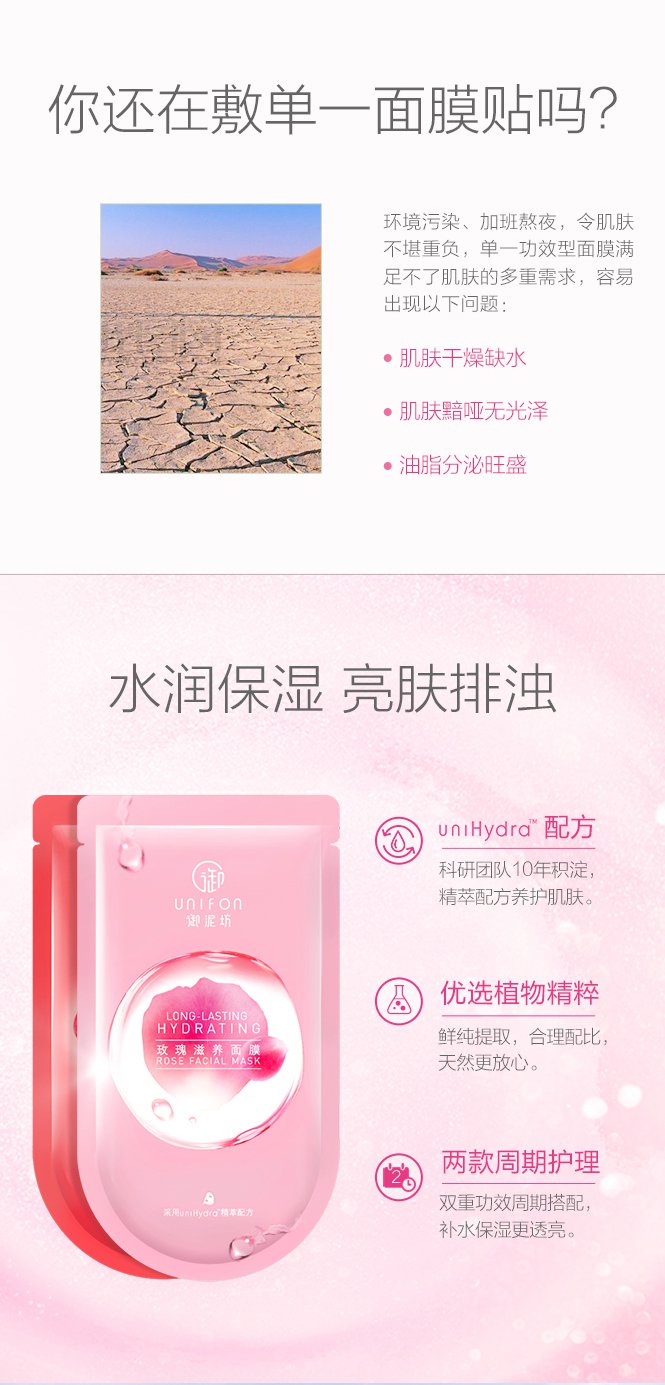 你还在敷单一面膜贴吗?
环境污染、加班熬夜，令肌肤
不堪重负，单一功效型面膜满
足不了肌肤的多重需求，容易
出现以下问题：
• 肌肤干燥缺水
• 肌肤黯哑无光泽
• 油脂分泌旺盛
水润保湿 亮肤排浊
御
UNIFON
御泥坊
LONG-LASTING
HYDRATING
玫瑰滋养面膜
ROSE FACIAL MASK
采用uniHydra™精萃配方
uniHydra™ 配方
科研团队10年积淀，
精萃配方养护肌肤。
优选植物精粹
鲜纯提取，合理配比，
天然更放心。
2
两款周期护理
双重功效周期搭配，
补水保湿更透亮。